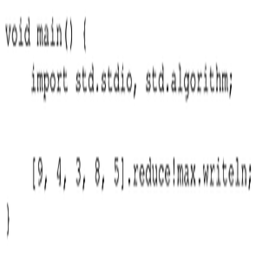 void main() {
    import std.stdio, std.algorithm;

    [9, 4, 3, 8, 5].reduce!max.writeln;
}